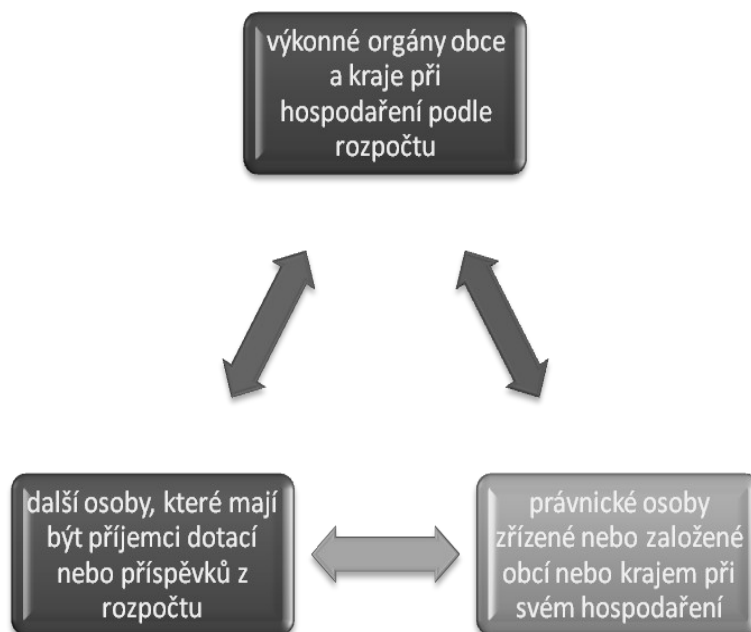 výkonné orgány obce
a kraje při
hospodaření podle
rozpočtu
další osoby, které mají
být příjemci dotací
nebo příspěvků z
rozpočtu
právnické osoby
zřízené nebo založené
obcí nebo krajem při
svém hospodaření